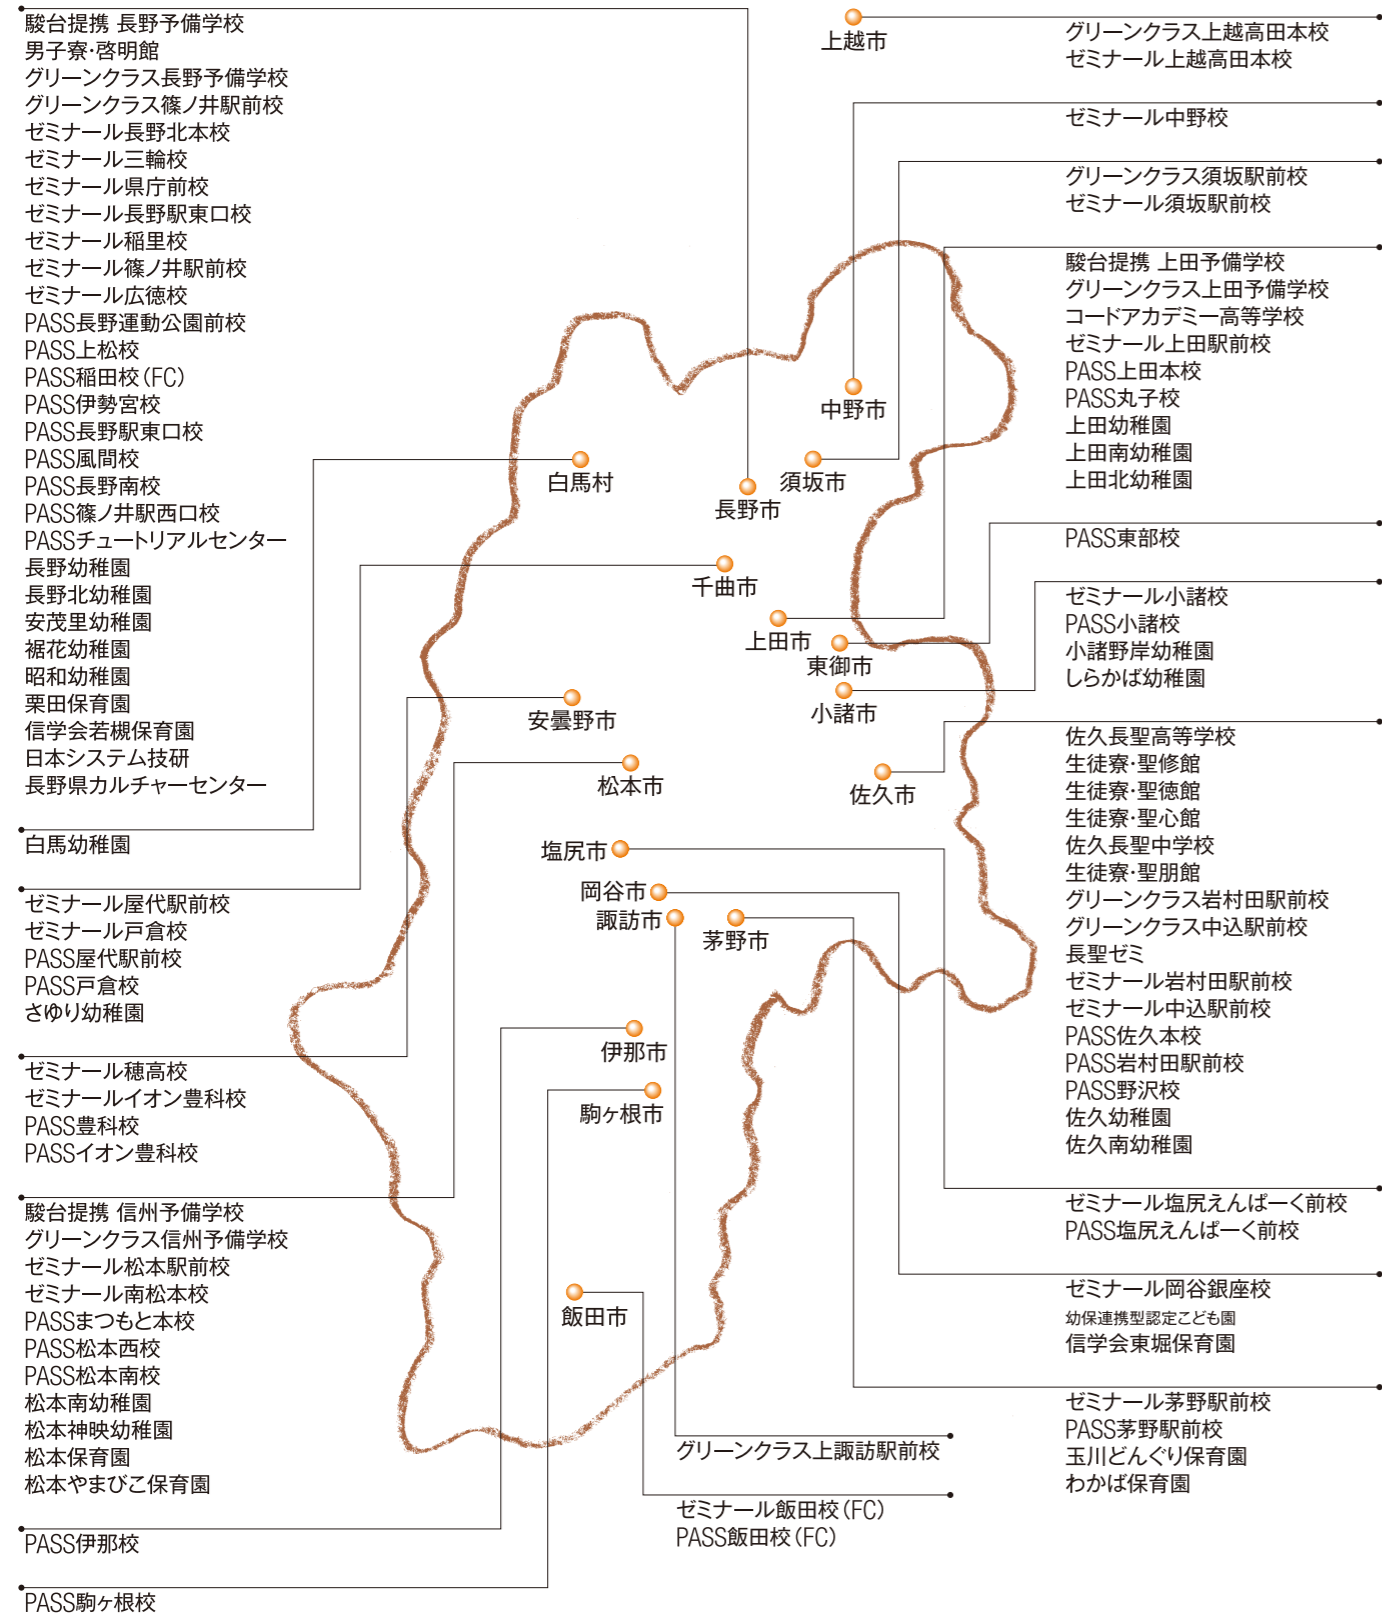 駿台提携 長野予備学校
男子寮・啓明館
グリーンクラス長野予備学校
グリーンクラス篠ノ井駅前校
ゼミナール長野北本校
ゼミナール三輪校
ゼミナール県庁前校
ゼミナール長野駅東口校
ゼミナール稲里校
ゼミナール篠ノ井駅前校
ゼミナール広徳校
PASS長野運動公園前校
PASS上松校
PASS稲田校(FC)
PASS伊勢宮校
PASS長野駅東口校
PASS風間校
PASS長野南校
PASS篠ノ井駅西口校
PASSチュートリアルセンター
長野幼稚園
長野北幼稚園
安茂里幼稚園
裾花幼稚園
昭和幼稚園
栗田保育園
信学会若槻保育園
日本システム技研
長野県カルチャーセンター
白馬幼稚園
ゼミナール屋代駅前校
ゼミナール戸倉校
PASS屋代駅前校
PASS戸倉校
さゆり幼稚園
ゼミナール穂高校
ゼミナールイオン豊科校
PASS豊科校
PASSイオン豊科校
駿台提携 信州予備学校
グリーンクラス信州予備学校
ゼミナール松本駅前校
ゼミナール南松本校
PASSまつもと本校
PASS松本西校
PASS松本南校
松本南幼稚園
松本神映幼稚園
松本保育園
松本やまびこ保育園
PASS伊那校
PASS駒ヶ根校
上越市
中野市
白馬村
須坂市
長野市
千曲市
上田市
東御市
小諸市
安曇野市
松本市
佐久市
塩尻市
岡谷市
諏訪市
茅野市
伊那市
駒ヶ根市
飯田市
グリーンクラス上諏訪駅前校
ゼミナール飯田校(FC)
PASS飯田校(FC)
グリーンクラス上越高田本校
ゼミナール上越高田本校
ゼミナール中野校
グリーンクラス須坂駅前校
ゼミナール須坂駅前校
駿台提携 上田予備学校
グリーンクラス上田予備学校
コードアカデミー高等学校
ゼミナール上田駅前校
PASS上田本校
PASS丸子校
上田幼稚園
上田南幼稚園
上田北幼稚園
PASS東部校
ゼミナール小諸校
PASS小諸校
小諸野岸幼稚園
しらかば幼稚園
佐久長聖高等学校
生徒寮・聖修館
生徒寮・聖徳館
生徒寮・聖心館
佐久長聖中学校
生徒寮・聖朋館
グリーンクラス岩村田駅前校
グリーンクラス中込駅前校
長聖ゼミ
ゼミナール岩村田駅前校
ゼミナール中込駅前校
PASS佐久本校
PASS岩村田駅前校
PASS野沢校
佐久幼稚園
佐久南幼稚園
ゼミナール塩尻えんぱーく前校
PASS塩尻えんぱーく前校
ゼミナール岡谷銀座校
幼保連携型認定こども園
信学会東堀保育園
ゼミナール茅野駅前校
PASS茅野駅前校
玉川どんぐり保育園
わかば保育園